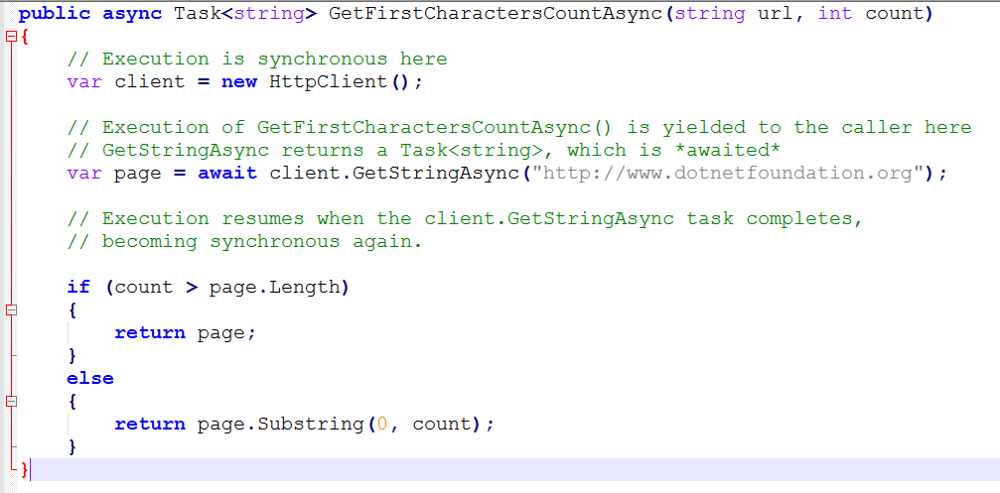 public async Task<string> GetFirstCharactersCountAsync(string url, int count)
{
    // Execution is synchronous here
    var client = new HttpClient();

    // Execution of GetFirstCharactersCountAsync() is yielded to the caller here
    // GetStringAsync returns a Task<string>, which is *awaited*
    var page = await client.GetStringAsync("http://www.dotnetfoundation.org");

    // Execution resumes when the client.GetStringAsync task completes,
    // becoming synchronous again.

    if (count > page.Length)
    {
        return page;
    }
    else
    {
        return page.Substring(0, count);
    }
}